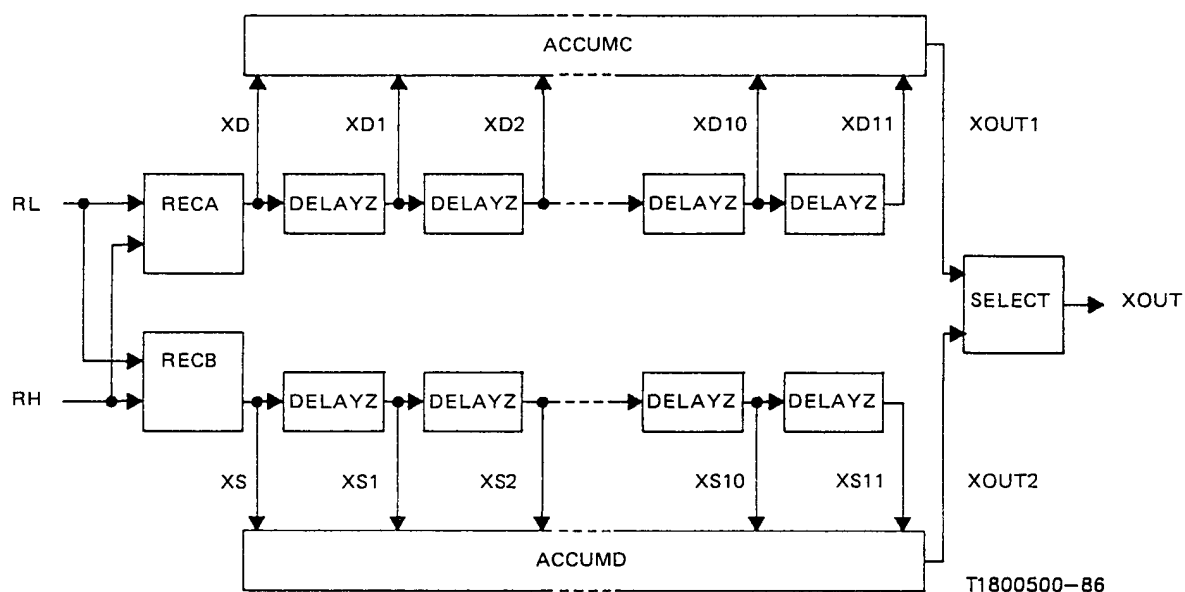 ACCUMC
XD XD1 XD2 XD10 XD11 XOUT1
RL RECA DELAYZ DELAYZ DELAYZ DELAYZ
SELECT XOUT
RECB
RH DELAYZ DELAYZ DELAYZ DELAYZ
XS XS1 XS2 XS10 XS11 XOUT2
ACCUMD
T1800500-86